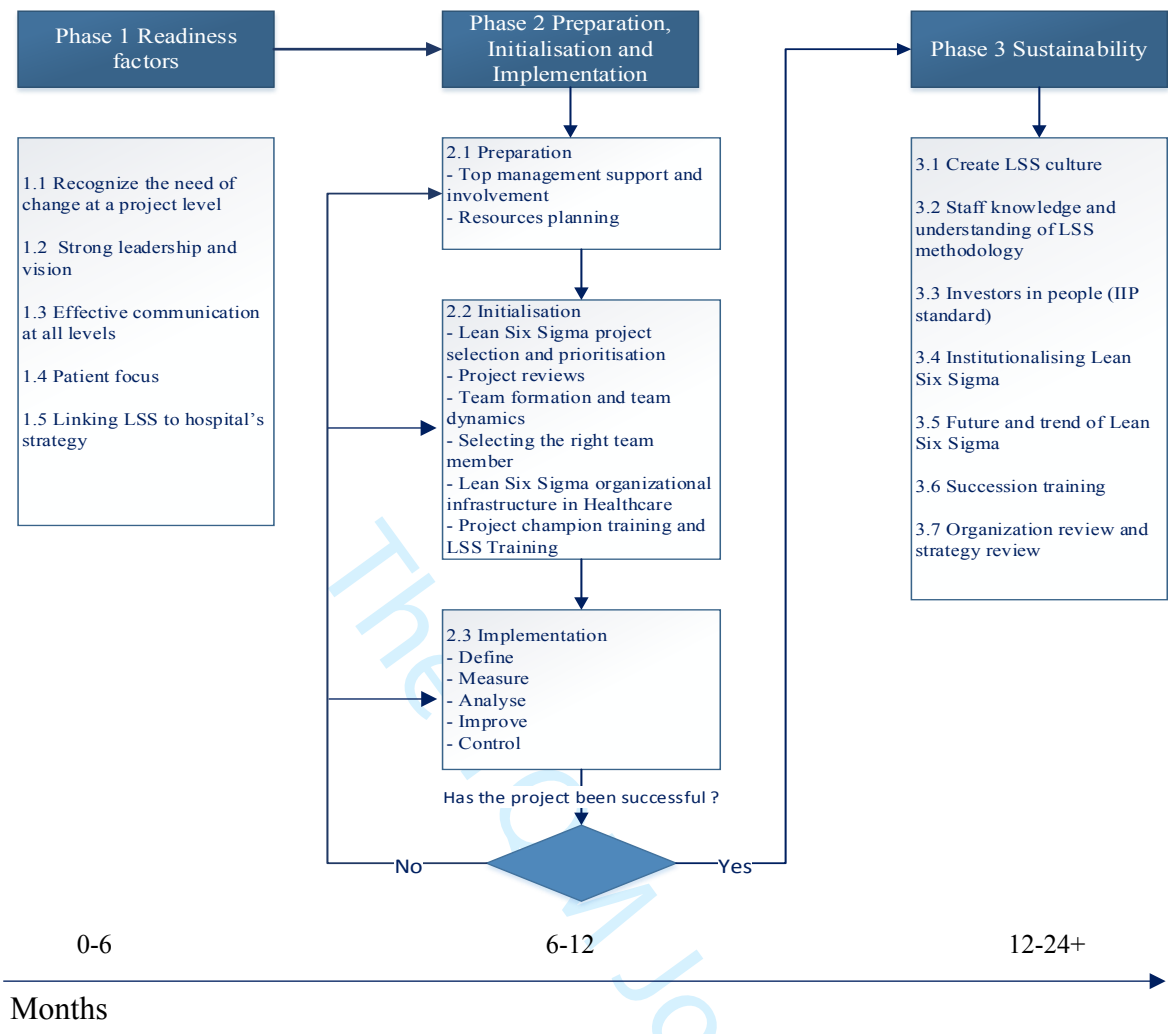 Phase 1 Readiness
factors
Phase 2 Preparation,
Initialisation and
Implementation
Phase 3 Sustainability
1.1 Recognize the need of
change at a project level
1.2 Strong leadership and
vision
1.3 Effective communication
at all levels
1.4 Patient focus
1.5 Linking LSS to hospital’s
strategy
2.1 Preparation
- Top management support and
involvement
- Resources planning
2.2 Initialisation
- Lean Six Sigma project
selection and prioritisation
- Project reviews
- Team formation and team
dynamics
- Selecting the right team
member
- Lean Six Sigma organizational
infrastructure in Healthcare
- Project champion training and
LSS Training
2.3 Implementation
- Define
- Measure
- Analyse
- Improve
- Control
Has the project been successful ?
No
Yes
3.1 Create LSS culture
3.2 Staff knowledge and
understanding of LSS
methodology
3.3 Investors in people (IIP
standard)
3.4 Institutionalising Lean
Six Sigma
3.5 Future and trend of Lean
Six Sigma
3.6 Succession training
3.7 Organization review and
strategy review
0-6
6-12
12-24+
Months